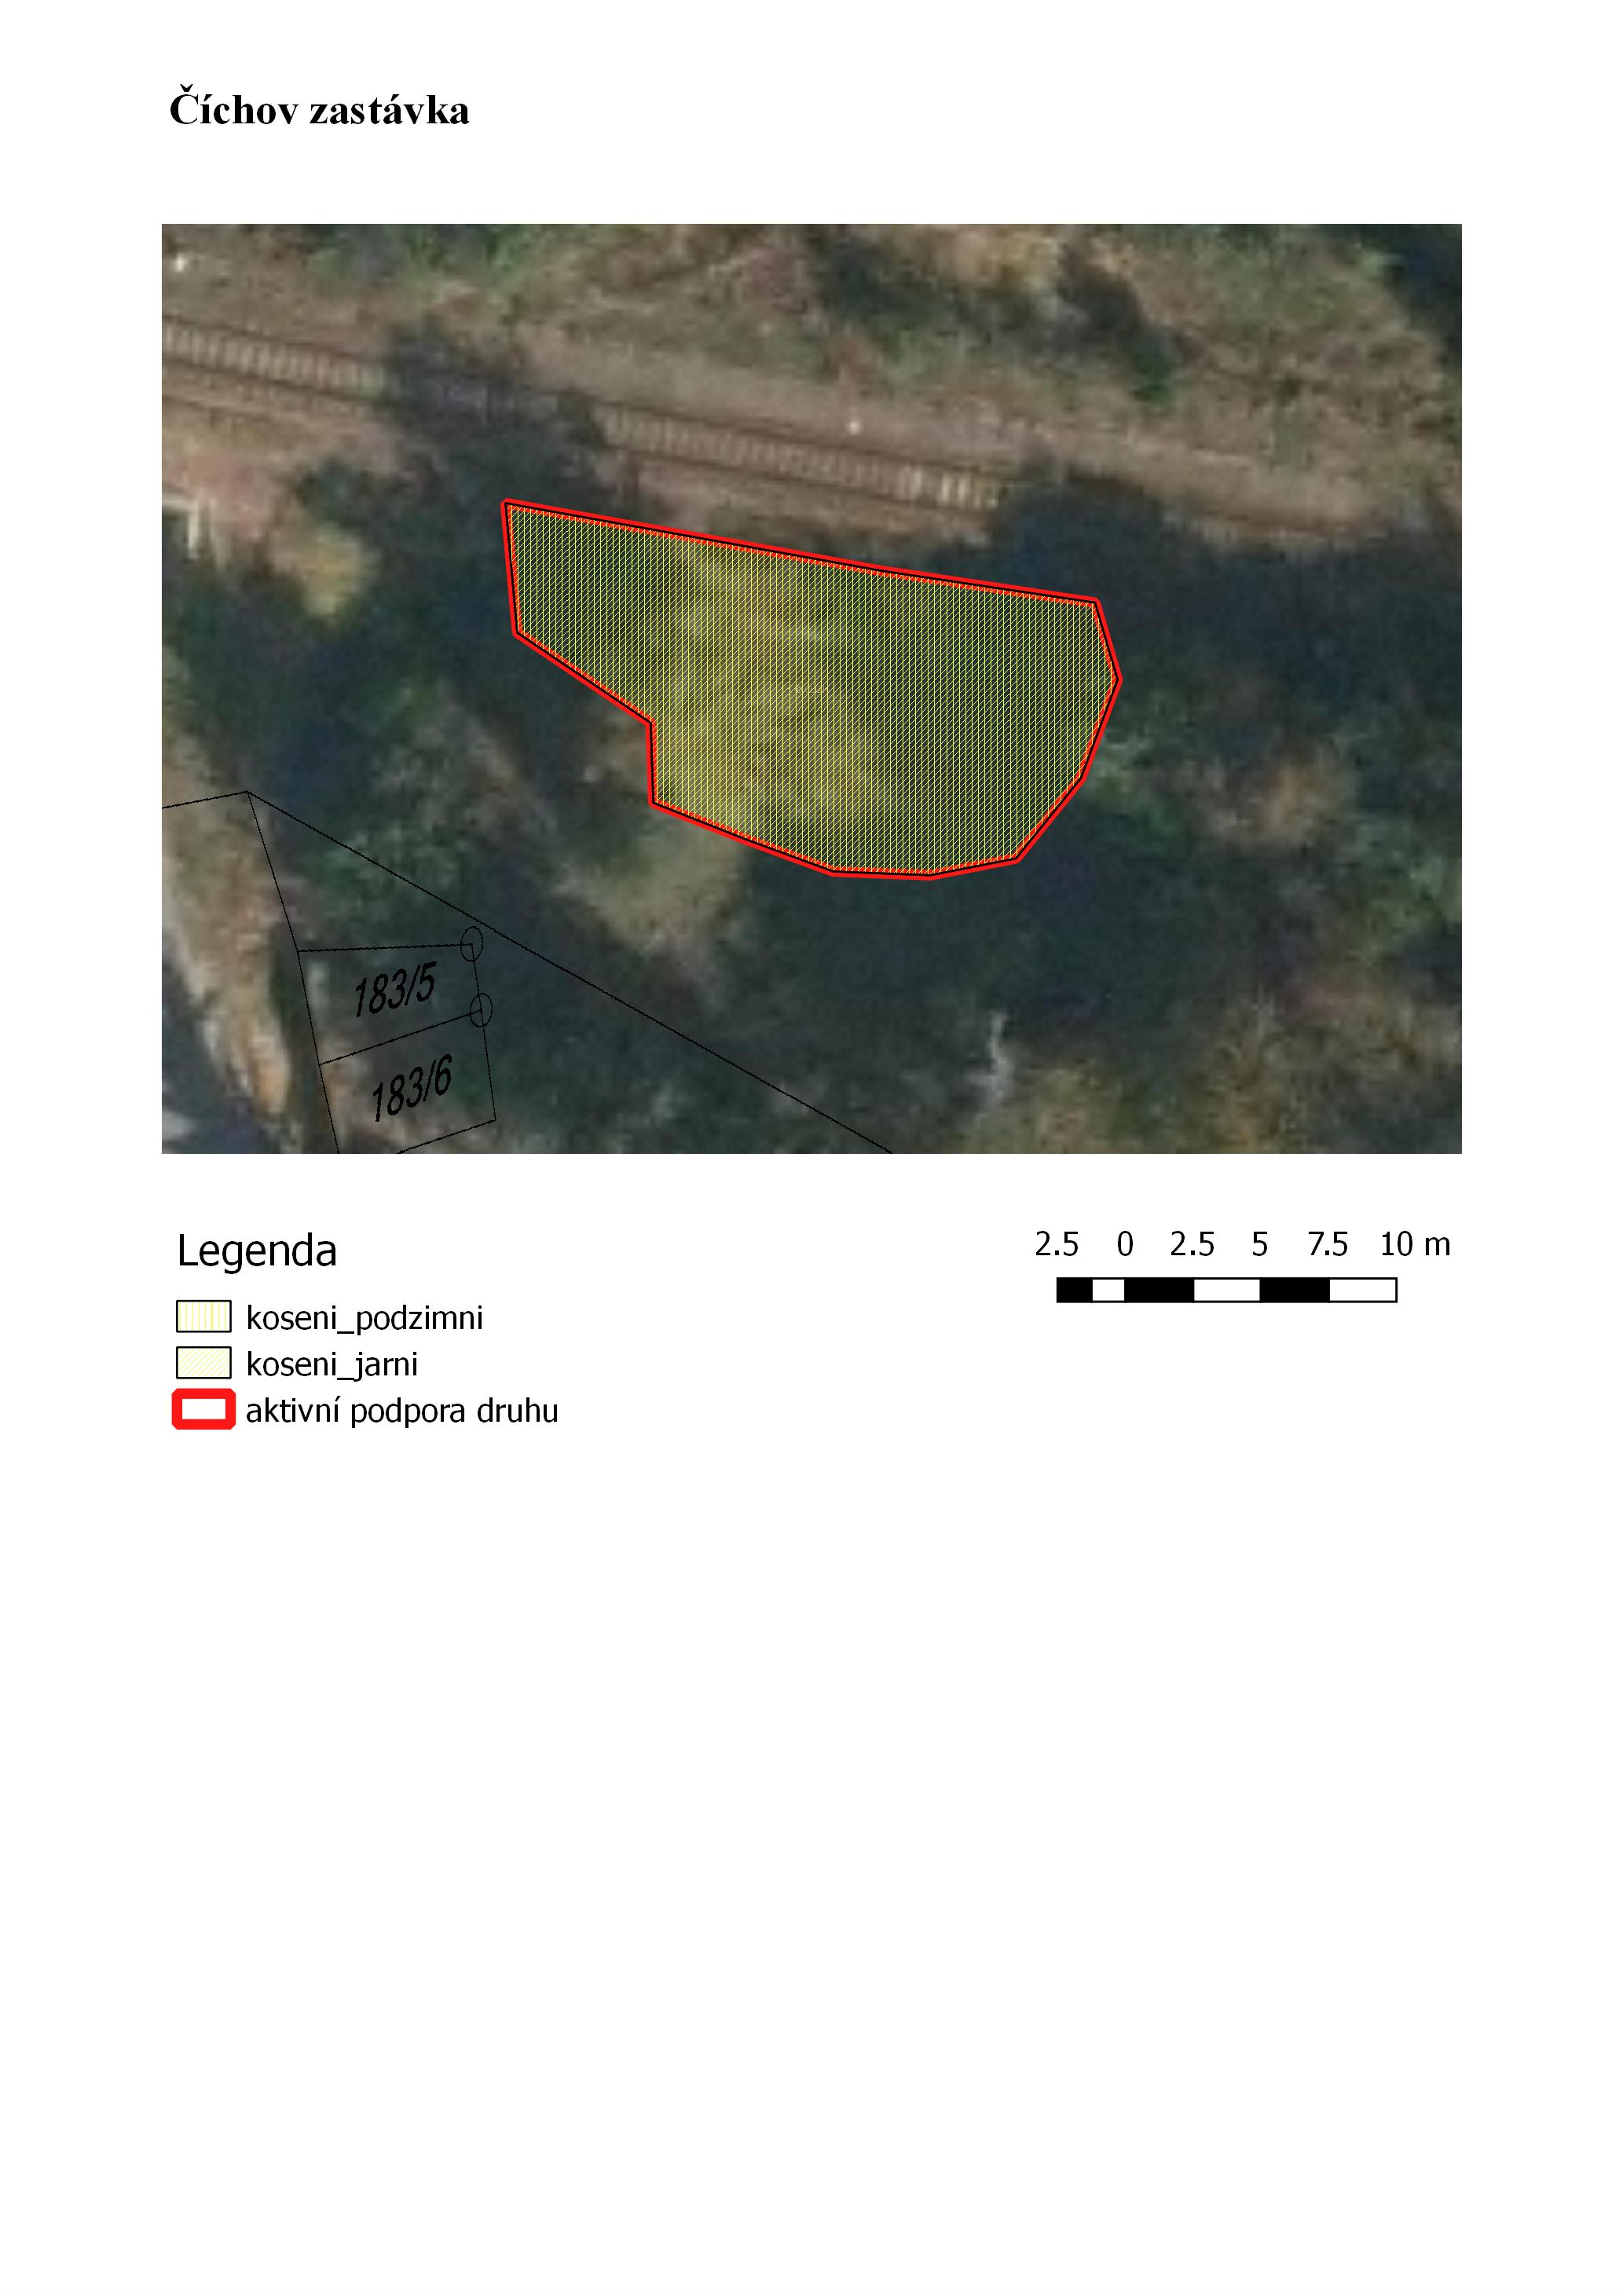 Číchov zastávka
183/5
183/6
Legenda
2.5 0 2.5 5 7.5 10 m
koseni_podzimni
koseni_jarni
aktivní podpora druhu